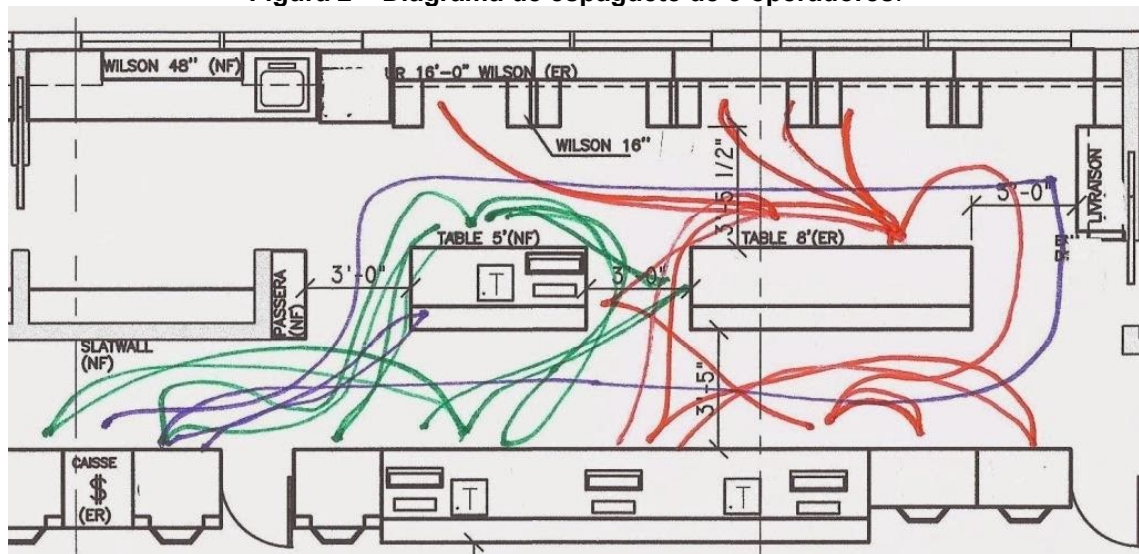 Figura 2 – Diagrama de espaguete de 3 operadores.
WILSON 48" (NF)
UR 16'-0" WILSON (ER)
WILSON 16"
3'-5 1/2"
3'-0"
LIVRAISON
TABLE 5'(NF)
TABLE 8'(ER)
3'-0"
3'-0"
T
PASSERA
(NF)
SLATWALL
(NF)
3'-5"
CAISSE
$
(ER)
T
T